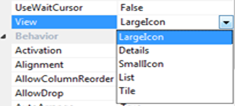 UseWaitCursor False
View LargeIcon
Behavior LargeIcon
Activation Details
Alignment SmallIcon
AllowColumnReorder List
AllowDrop Tile